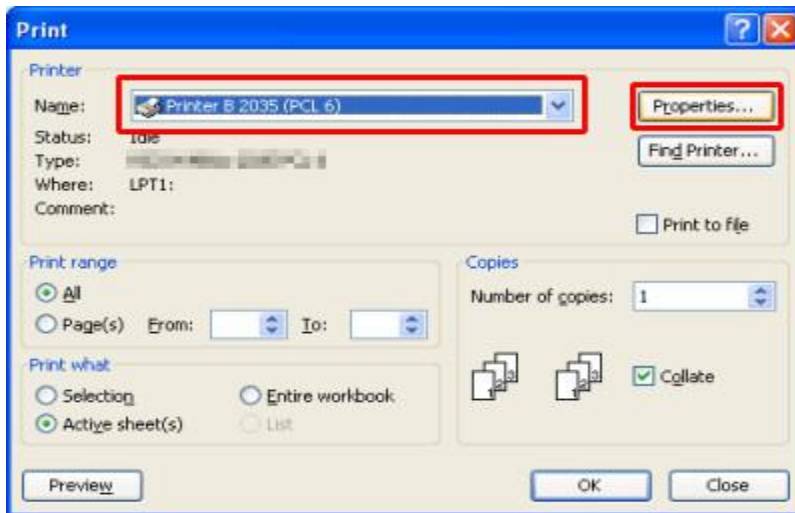 Print
Printer
Name: Printer B 2035 (PCL 6) Properties...
Status: Idle
Type: Find Printer...
Where: LPT1:
Comment:
Print to file
Print range Copies
All Number of copies: 1
Page(s) From: To:
Print what
Selection Entire workbook Collate
Active sheet(s) List
Preview OK Close